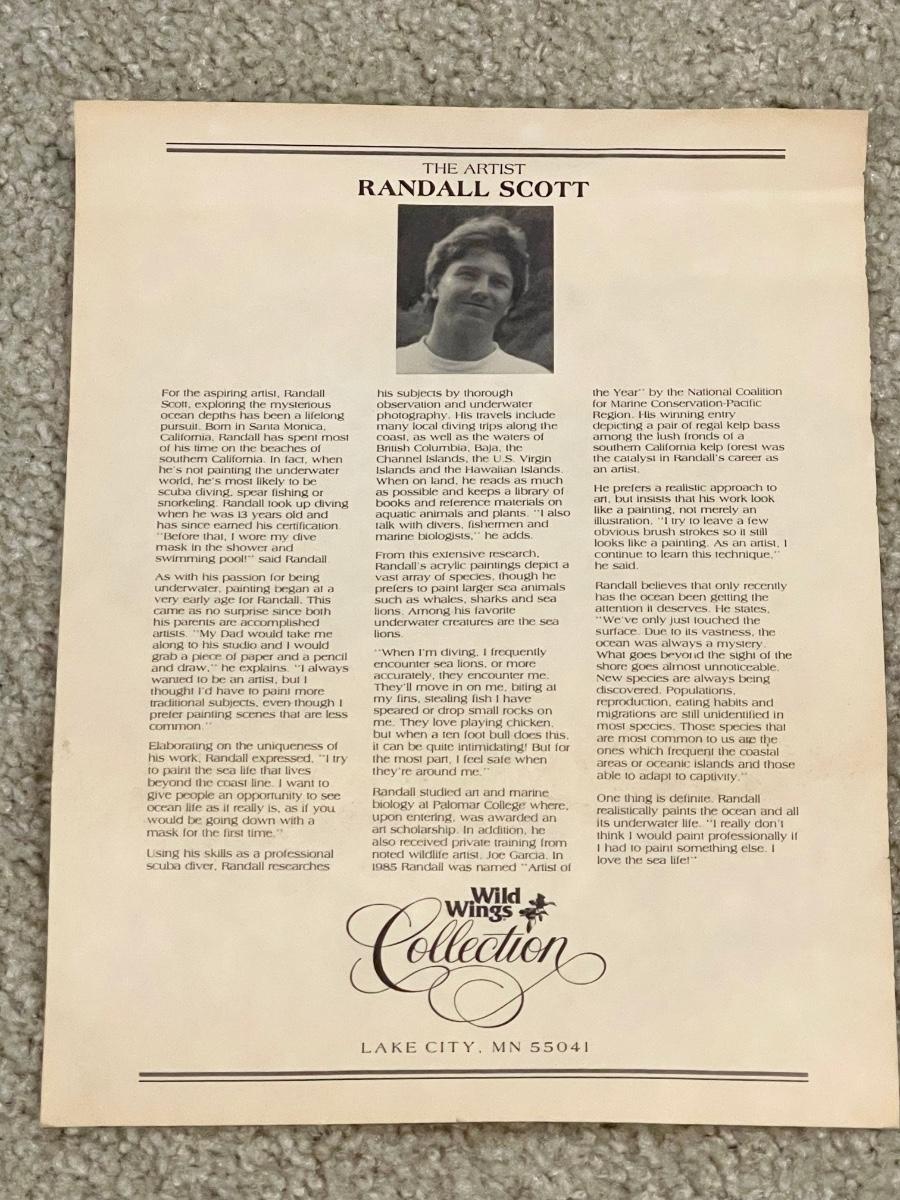 THE ARTIST
RANDALL SCOTT
For the aspiring artist, Randall
Scott, exploring the mysterious
ocean depths has been a lifelong
pursuit. Born in Santa Monica,
California, Randall has spent most
of his time on the beaches of
southern California. In fact, when
he's not painting the underwater
world, he's most likely to be
scuba diving, spear fishing or
snorkeling. Randall took up diving
when he was 13 years old and
has since earned his certification.
"Before that, I wore my dive
mask in the shower and
swimming pool!" said Randall.
As with his passion for being
underwater, painting began at a
very early age for Randall. This
came as no surprise since both
his parents are accomplished
artists. "My Dad would take me
along to his studio and I would
grab a piece of paper and a pencil
and draw," he explains. "I always
wanted to be an artist, but I
thought I'd have to paint more
traditional subjects, even though I
prefer painting scenes that are less
common."
Elaborating on the uniqueness of
his work, Randall expressed, "I try
to paint the sea life that lives
beyond the coast line. I want to
give people an opportunity to see
ocean life as it really is, as if you
would be going down with a
mask for the first time."
Using his skills as a professional
scuba diver, Randall researches
his subjects by thorough
observation and underwater
photography. His travels include
many local diving trips along the
coast, as well as the waters of
British Columbia, Baja, the
Channel Islands, the U.S. Virgin
Islands and the Hawaiian Islands.
When on land, he reads as much
as possible and keeps a library of
books and reference materials on
aquatic animals and plants. "I also
talk with divers, fishermen and
marine biologists," he adds.
From this extensive research,
Randall's acrylic paintings depict a
vast array of species, though he
prefers to paint larger sea animals
such as whales, sharks and sea
lions. Among his favorite
underwater creatures are the sea
lions.
"When I'm diving, I frequently
encounter sea lions, or more
accurately, they encounter me.
They'll move in on me, biting at
my fins, stealing fish I have
speared or drop small rocks on
me. They love playing chicken,
but when a ten foot bull does this,
it can be quite intimidating! But for
the most part, I feel safe when
they're around me."
Randall studied art and marine
biology at Palomar College where,
upon entering, was awarded an
art scholarship. In addition, he
also received private training from
noted wildlife artist, Joe Garcia. In
1985 Randall was named "Artist of
the Year" by the National Coalition
for Marine Conservation-Pacific
Region. His winning entry
depicting a pair of regal kelp bass
among the lush fronds of a
southern California kelp forest was
the catalyst in Randall's career as
an artist.
He prefers a realistic approach to
art, but insists that his work look
like a painting, not merely an
illustration. "I try to leave a few
obvious brush strokes so it still
looks like a painting. As an artist, I
continue to learn this technique,"
he said.
Randall believes that only recently
has the ocean been getting the
attention it deserves. He states,
"We've only just touched the
surface. Due to its vastness, the
ocean was always a mystery.
What goes beyond the sight of the
shore goes almost unnoticeable.
New species are always being
discovered. Populations,
reproduction, eating habits and
migrations are still unidentified in
most species. Those species that
are most common to us are the
ones which frequent the coastal
areas or oceanic islands and those
able to adapt to captivity."
One thing is definite. Randall
realistically paints the ocean and all
its underwater life. "I really don't
think I would paint professionally if
I had to paint something else. I
love the sea life!"
Wild
Wings
Collection
LAKE CITY, MN 55041